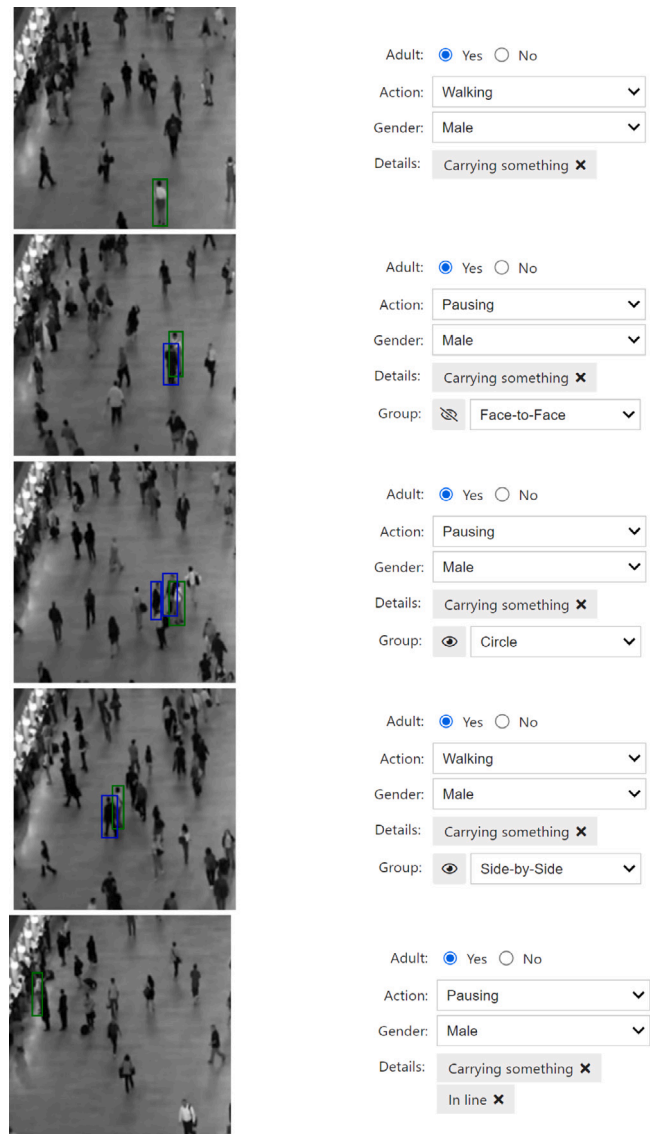 Adult: Yes No
Action: Walking
Gender: Male
Details: Carrying something ✖
Adult: Yes No
Action: Pausing
Gender: Male
Details: Carrying something ✖
Group: Face-to-Face
Adult: Yes No
Action: Pausing
Gender: Male
Details: Carrying something ✖
Group: Circle
Adult: Yes No
Action: Walking
Gender: Male
Details: Carrying something ✖
Group: Side-by-Side
Adult: Yes No
Action: Pausing
Gender: Male
Details: Carrying something ✖
In line ✖